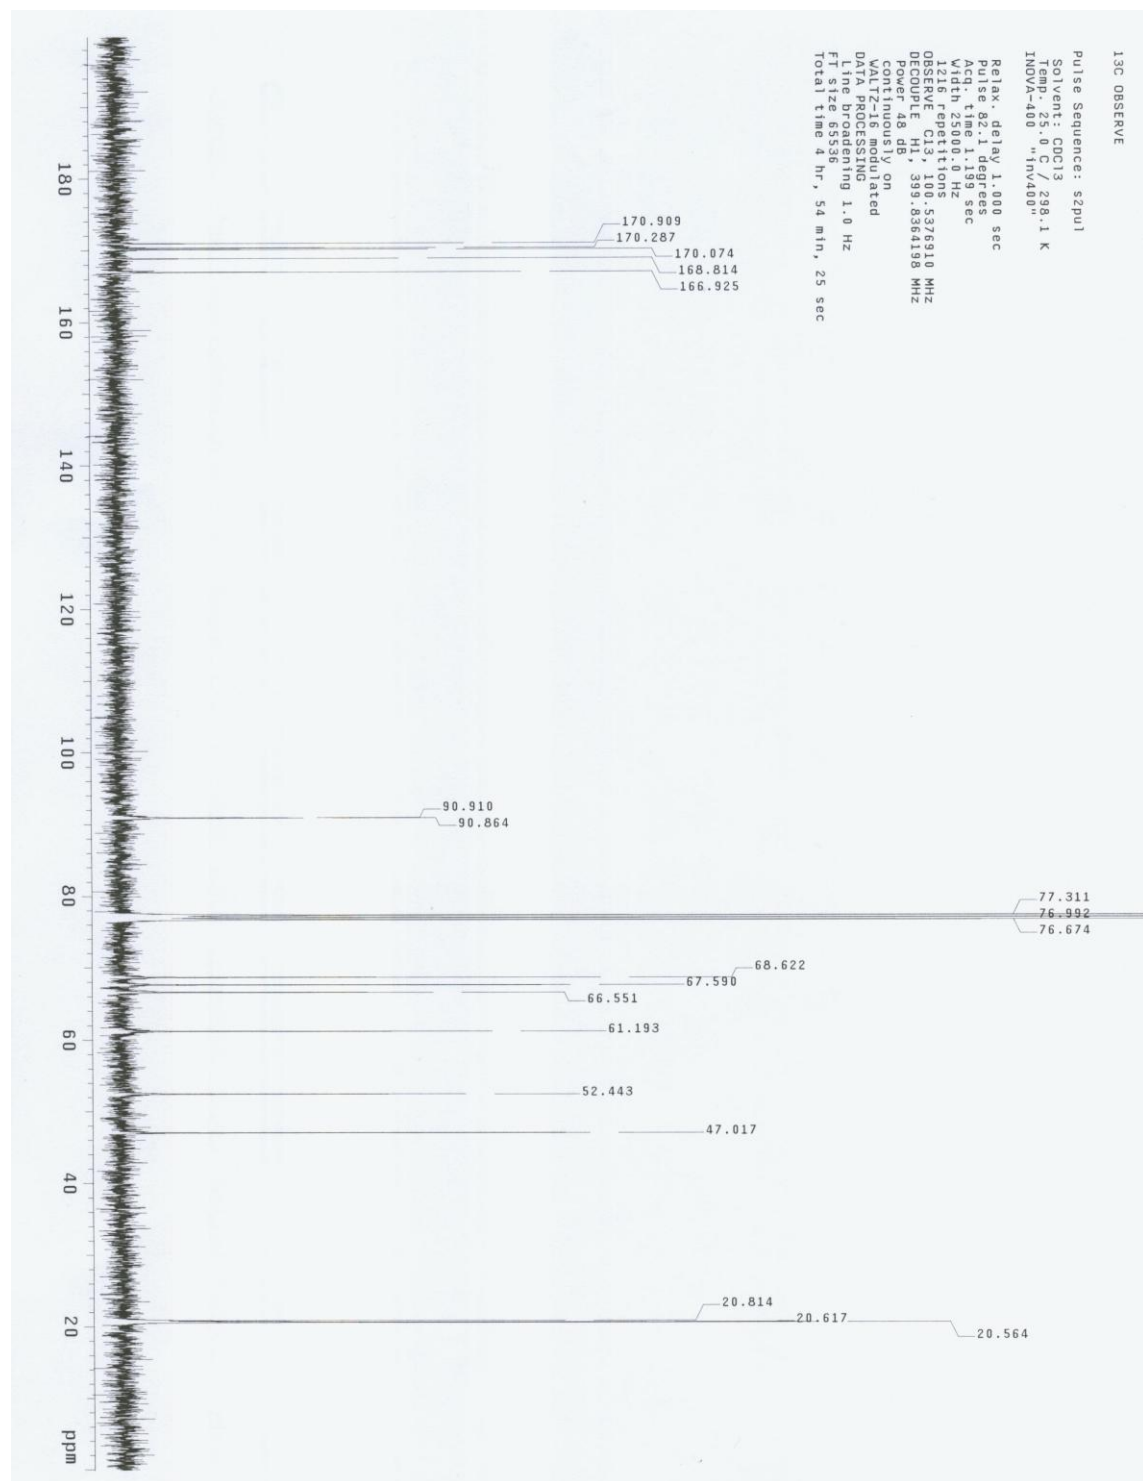 13C OBSERVE
Pulse Sequence: s2pul
Solvent: CDCl3
Temp. 25.0 C / 298.1 K
INOVA-400 "inv400"
Relax. delay 1.000 sec
Pulse 82.1 degrees
Acq. time 1.199 sec
Width 25000.0 Hz
1216 repetitions
OBSERVE C13, 100.5376910 MHz
DECOUPLE H1, 399.8364198 MHz
Power 48 dB
continuously on
WALTZ-16 modulated
DATA PROCESSING
Line broadening 1.0 Hz
FT size 65536
Total time 4 hr, 54 min, 25 sec
170.909
170.287
170.074
168.814
166.925
90.910
90.864
77.311
76.992
76.674
68.622
67.590
66.551
61.193
52.443
47.017
20.814
20.617
20.564
180
160
140
120
100
80
60
40
20
ppm